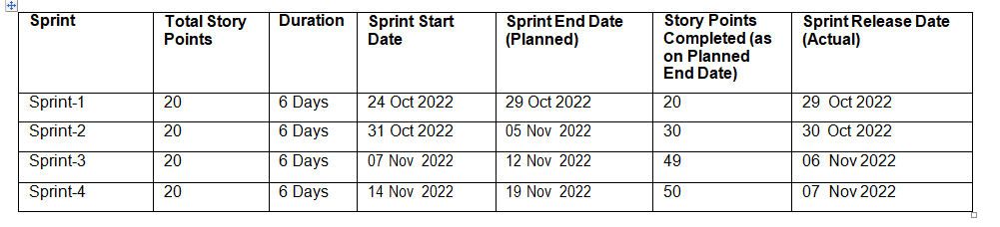 Sprint Total Story Points Duration Sprint Start Date Sprint End Date (Planned) Story Points Completed (as on Planned End Date) Sprint Release Date (Actual)
Sprint-1 20 6 Days 24 Oct 2022 29 Oct 2022 20 29 Oct 2022
Sprint-2 20 6 Days 31 Oct 2022 05 Nov 2022 30 30 Oct 2022
Sprint-3 20 6 Days 07 Nov 2022 12 Nov 2022 49 06 Nov 2022
Sprint-4 20 6 Days 14 Nov 2022 19 Nov 2022 50 07 Nov 2022